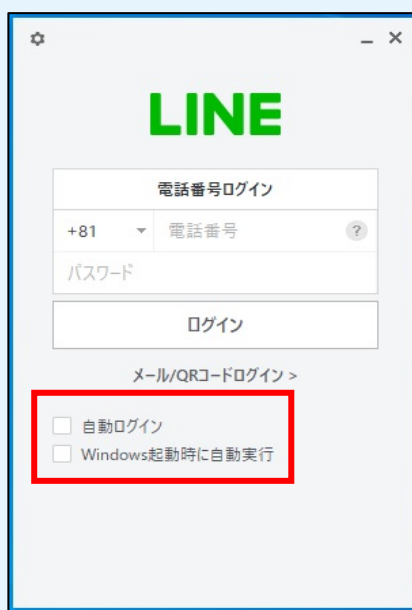 LINE
電話番号ログイン
+81 電話番号 ?
パスワード
ログイン
メール/QRコードログイン >
自動ログイン
Windows起動時に自動実行